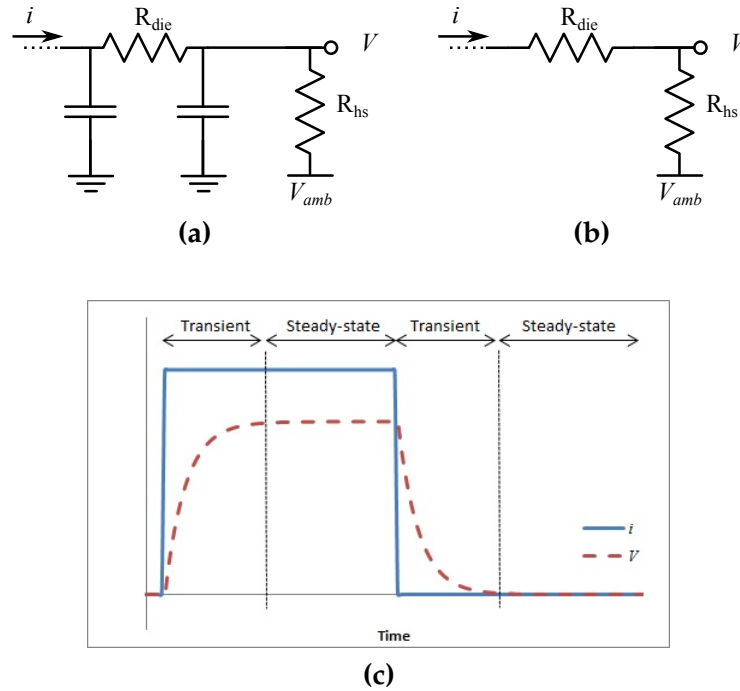 i
R_die
V
R_hs
V_amb
(a)
i
R_die
V
R_hs
V_amb
(b)
Transient Steady-state Transient Steady-state
i
V
Time
(c)